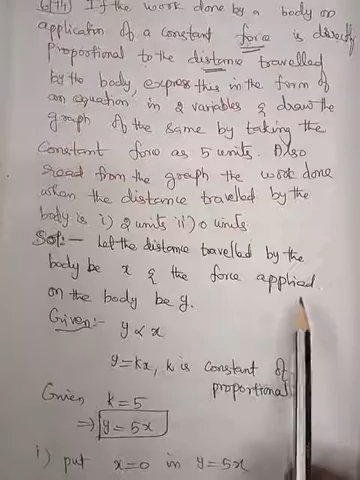 6(74) If the work done by a body on
application of a constant force is directly
proportional to the distance travelled
by the body, express this in the form of
an equation in 2 variables & draw the
graph of the same by taking the
constant force as 5 units. Also
read from the graph the work done
when the distance travelled by the
body is i) 2 units ii) 0 units.
Sol:- Let the distance travelled by the
body be x & the force applied
on the body be y.
Given:- y ∝ x
y = kx, k is constant of
proportional
Given k = 5
⇒ y = 5x
i) put x = 0 in y = 5x